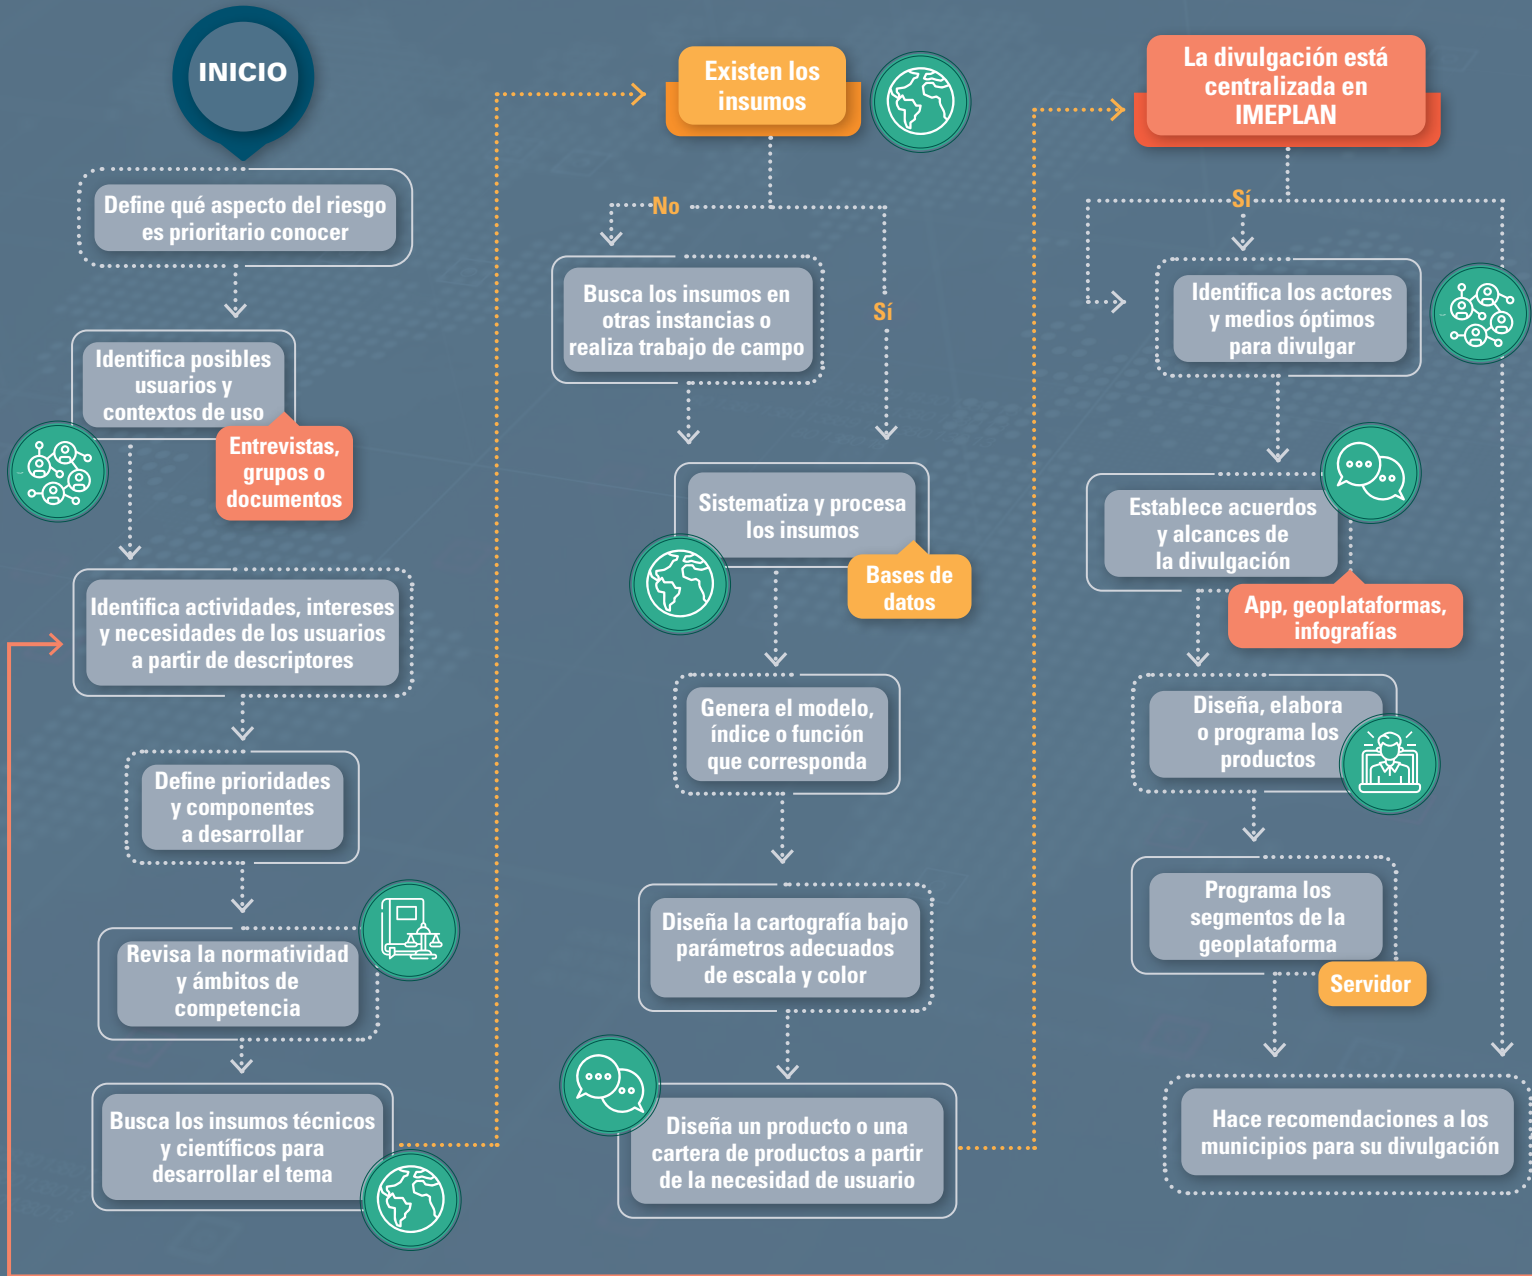 INICIO
Define qué aspecto del riesgo
es prioritario conocer
Identifica posibles
usuarios y
contextos de uso
Entrevistas,
grupos o
documentos
Identifica actividades, intereses
y necesidades de los usuarios
a partir de descriptores
Define prioridades
y componentes
a desarrollar
Revisa la normatividad
y ámbitos de
competencia
Busca los insumos técnicos
y científicos para
desarrollar el tema
Existen los
insumos
No
Busca los insumos en
otras instancias o
realiza trabajo de campo
Sí
Sistematiza y procesa
los insumos
Bases de
datos
Genera el modelo,
índice o función
que corresponda
Diseña la cartografía bajo
parámetros adecuados
de escala y color
Diseña un producto o una
cartera de productos a partir
de la necesidad de usuario
La divulgación está
centralizada en
IMEPLAN
Sí
Identifica los actores
y medios óptimos
para divulgar
Establece acuerdos
y alcances de
la divulgación
App, geoplataformas,
infografías
Diseña, elabora
o programa los
productos
Programa los
segmentos de la
geoplataforma
Servidor
Hace recomendaciones a los
municipios para su divulgación